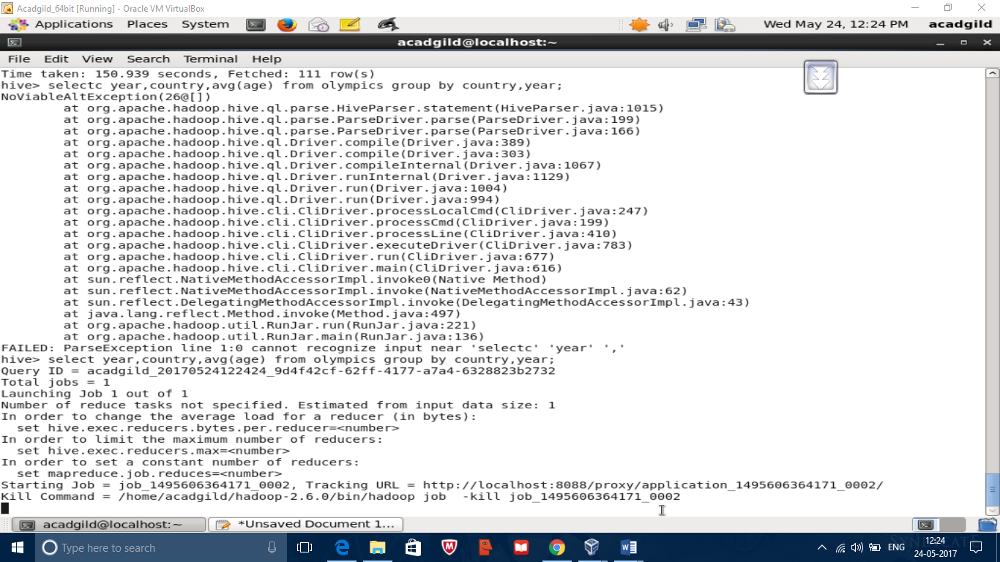 Acadgild_64bit [Running] - Oracle VM VirtualBox
Applications Places System Wed May 24, 12:24 PM acadgild
acadgild@localhost:~
File Edit View Search Terminal Help
Time taken: 150.939 seconds, Fetched: 111 row(s)
hive> selectc year,country,avg(age) from olympics group by country,year;
NoViableAltException(26@[])
        at org.apache.hadoop.hive.ql.parse.HiveParser.statement(HiveParser.java:1015)
        at org.apache.hadoop.hive.ql.parse.ParseDriver.parse(ParseDriver.java:199)
        at org.apache.hadoop.hive.ql.parse.ParseDriver.parse(ParseDriver.java:166)
        at org.apache.hadoop.hive.ql.Driver.compile(Driver.java:389)
        at org.apache.hadoop.hive.ql.Driver.compile(Driver.java:303)
        at org.apache.hadoop.hive.ql.Driver.compileInternal(Driver.java:1067)
        at org.apache.hadoop.hive.ql.Driver.runInternal(Driver.java:1129)
        at org.apache.hadoop.hive.ql.Driver.run(Driver.java:1004)
        at org.apache.hadoop.hive.ql.Driver.run(Driver.java:994)
        at org.apache.hadoop.hive.cli.CliDriver.processLocalCmd(CliDriver.java:247)
        at org.apache.hadoop.hive.cli.CliDriver.processCmd(CliDriver.java:199)
        at org.apache.hadoop.hive.cli.CliDriver.processLine(CliDriver.java:410)
        at org.apache.hadoop.hive.cli.CliDriver.executeDriver(CliDriver.java:783)
        at org.apache.hadoop.hive.cli.CliDriver.run(CliDriver.java:677)
        at org.apache.hadoop.hive.cli.CliDriver.main(CliDriver.java:616)
        at sun.reflect.NativeMethodAccessorImpl.invoke0(Native Method)
        at sun.reflect.NativeMethodAccessorImpl.invoke(NativeMethodAccessorImpl.java:62)
        at sun.reflect.DelegatingMethodAccessorImpl.invoke(DelegatingMethodAccessorImpl.java:43)
        at java.lang.reflect.Method.invoke(Method.java:497)
        at org.apache.hadoop.util.RunJar.run(RunJar.java:221)
        at org.apache.hadoop.util.RunJar.main(RunJar.java:136)
FAILED: ParseException line 1:0 cannot recognize input near 'selectc' 'year' ','
hive> select year,country,avg(age) from olympics group by country,year;
Query ID = acadgild_20170524122424_9d4f42cf-62ff-4177-a7a4-6328823b2732
Total jobs = 1
Launching Job 1 out of 1
Number of reduce tasks not specified. Estimated from input data size: 1
In order to change the average load for a reducer (in bytes):
  set hive.exec.reducers.bytes.per.reducer=<number>
In order to limit the maximum number of reducers:
  set hive.exec.reducers.max=<number>
In order to set a constant number of reducers:
  set mapreduce.job.reduces=<number>
Starting Job = job_1495606364171_0002, Tracking URL = http://localhost:8088/proxy/application_1495606364171_0002/
Kill Command = /home/acadgild/hadoop-2.6.0/bin/hadoop job  -kill job_1495606364171_0002
acadgild@localhost:~ *Unsaved Document 1...
Type here to search ENG 12:24
24-05-2017